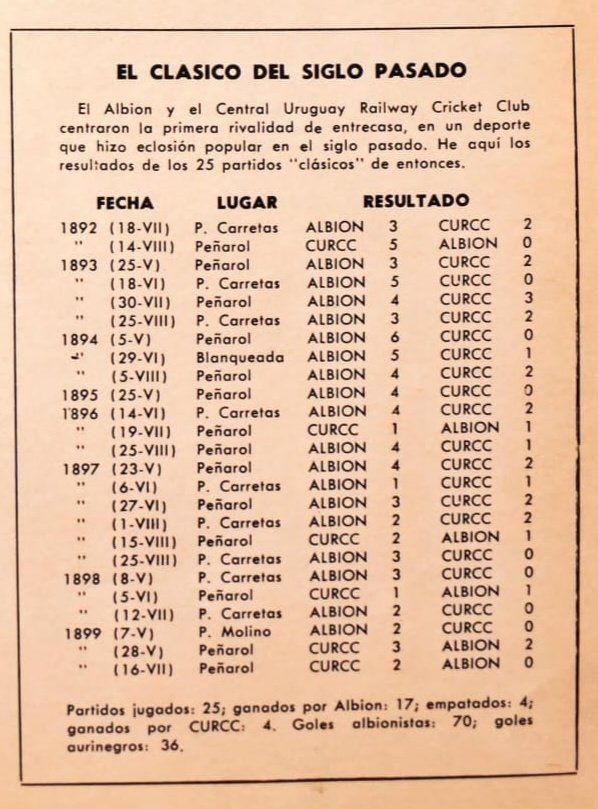 EL CLASICO DEL SIGLO PASADO
El Albion y el Central Uruguay Railway Cricket Club
centraron la primera rivalidad de entrecasa, en un deporte
que hizo eclosión popular en el siglo pasado. He aquí los
resultados de los 25 partidos "clásicos" de entonces.
FECHA LUGAR RESULTADO
1892 (18-VII) P. Carretas ALBION 3 CURCC 2
" (14-VIII) Peñarol CURCC 5 ALBION 0
1893 (25-V) Peñarol ALBION 3 CURCC 2
" (18-VI) P. Carretas ALBION 5 CURCC 0
" (30-VII) Peñarol ALBION 4 CURCC 3
" (25-VIII) P. Carretas ALBION 3 CURCC 2
1894 (5-V) Peñarol ALBION 6 CURCC 0
" (29-VI) Blanqueada ALBION 5 CURCC 1
" (5-VIII) Peñarol ALBION 4 CURCC 2
1895 (25-V) Peñarol ALBION 4 CURCC 0
1896 (14-VI) P. Carretas ALBION 4 CURCC 2
" (19-VII) Peñarol CURCC 1 ALBION 1
" (25-VIII) Peñarol ALBION 4 CURCC 1
1897 (23-V) Peñarol ALBION 4 CURCC 2
" (6-VI) P. Carretas ALBION 1 CURCC 1
" (27-VI) Peñarol ALBION 3 CURCC 2
" (1-VIII) P. Carretas ALBION 2 CURCC 2
" (15-VIII) Peñarol CURCC 2 ALBION 1
" (25-VIII) P. Carretas ALBION 3 CURCC 0
1898 (8-V) P. Carretas ALBION 3 CURCC 0
" (5-VI) Peñarol CURCC 1 ALBION 1
" (12-VII) P. Carretas ALBION 2 CURCC 0
1899 (7-V) P. Molino ALBION 2 CURCC 0
" (28-V) Peñarol CURCC 3 ALBION 2
" (16-VII) Peñarol CURCC 2 ALBION 0
Partidos jugados: 25; ganados por Albion: 17; empatados: 4;
ganados por CURCC: 4. Goles albionistas: 70; goles
aurinegros: 36.